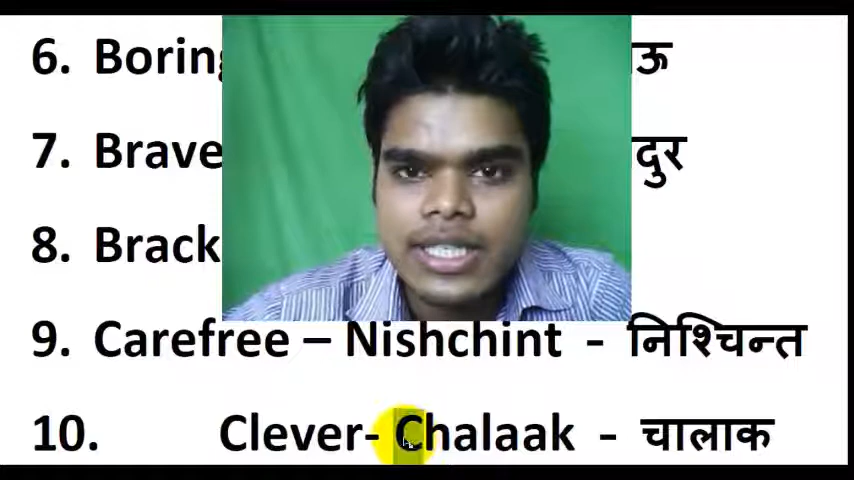 6. Boring ऊ
7. Brave दुर
8. Brack
9. Carefree – Nishchint - निश्चिन्त
10. Clever- Chalaak - चालाक